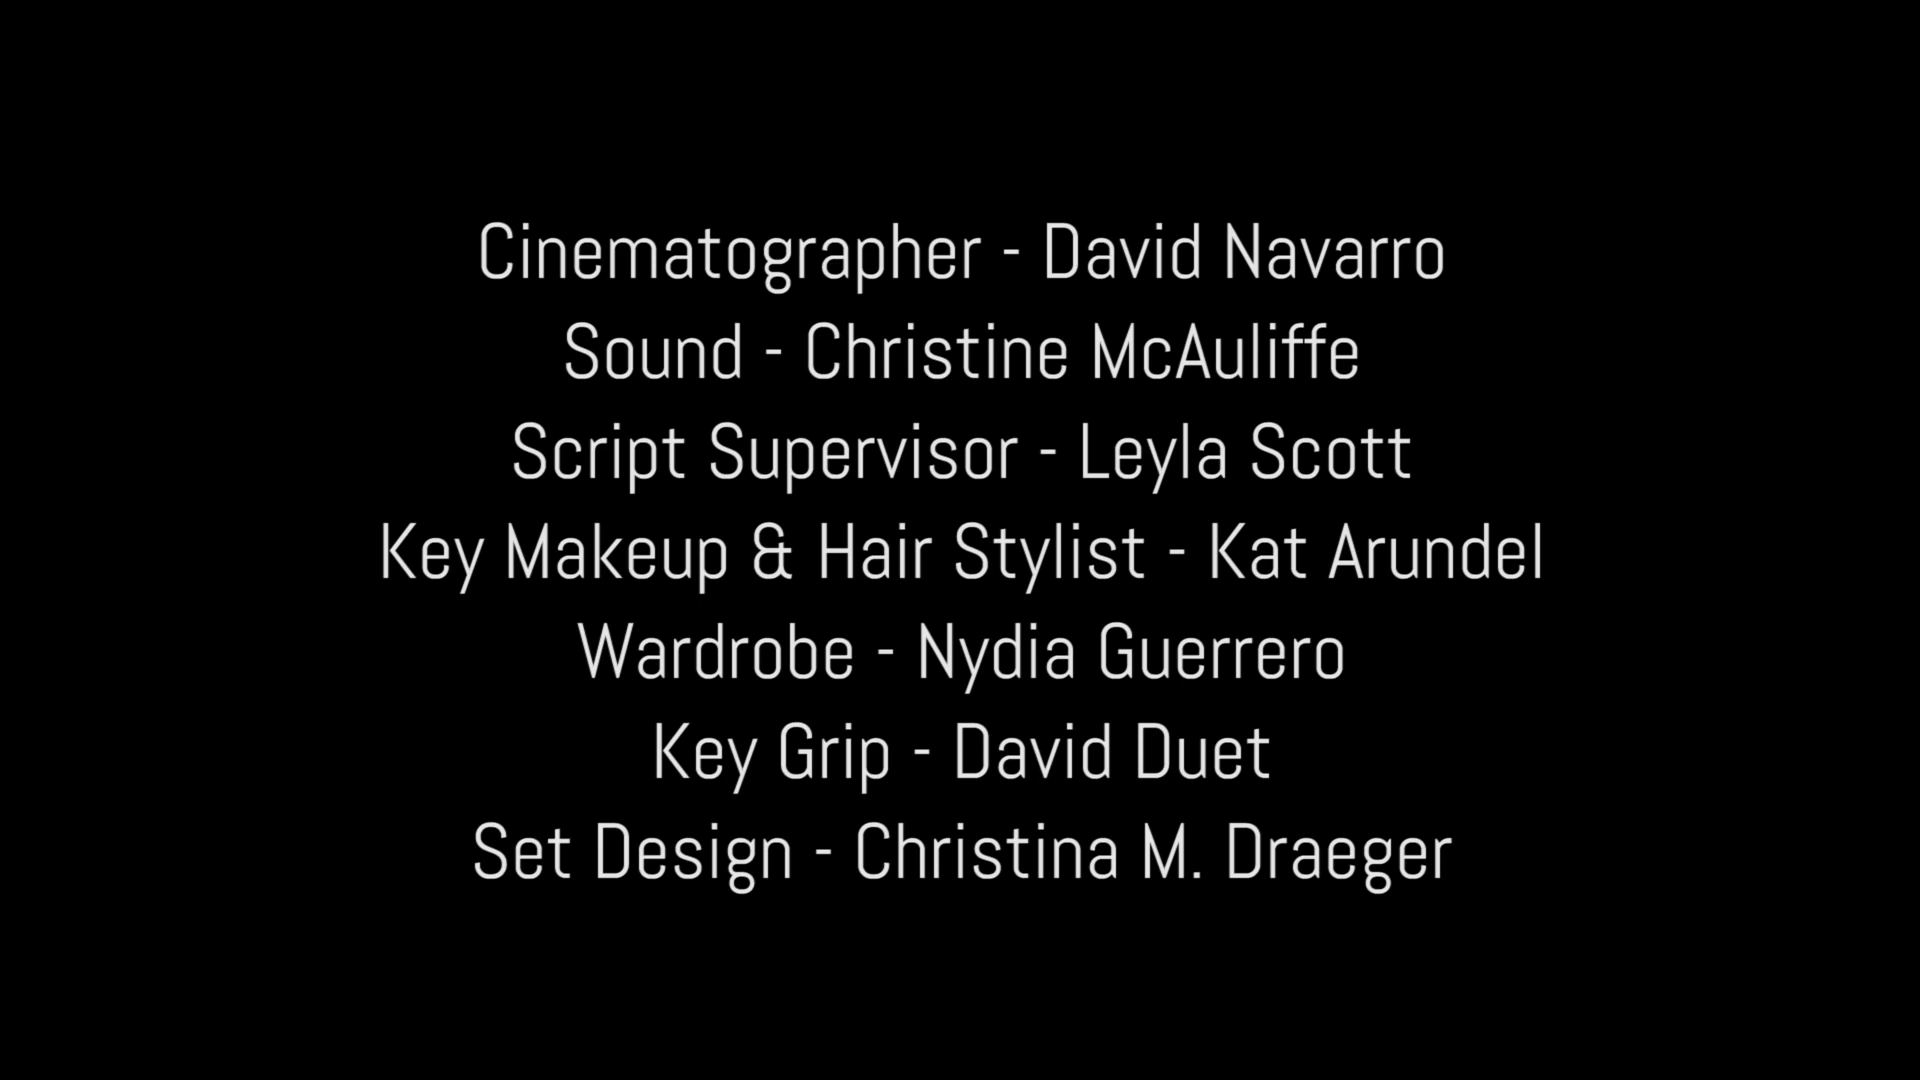 Cinematographer - David Navarro
Sound - Christine McAuliffe
Script Supervisor - Leyla Scott
Key Makeup & Hair Stylist - Kat Arundel
Wardrobe - Nydia Guerrero
Key Grip - David Duet
Set Design - Christina M. Draeger